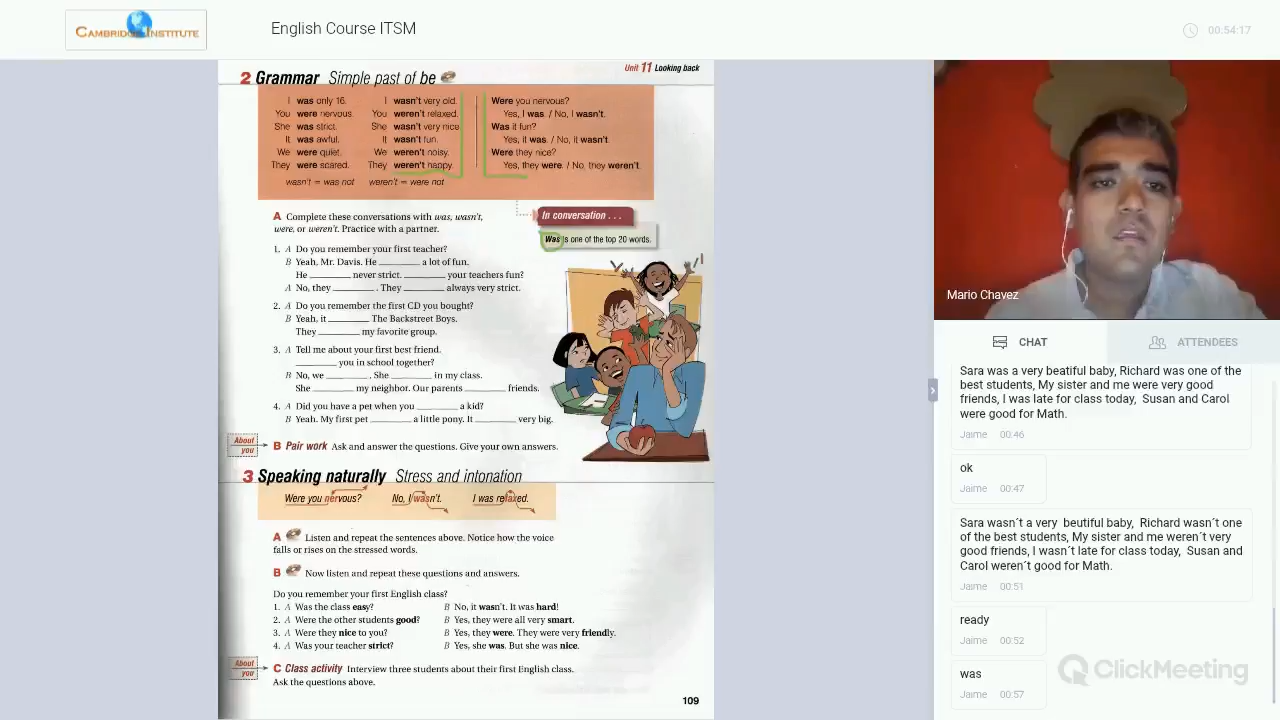 CAMBRIDGE INSTITUTE
English Course ITSM
00:54:17
Unit 11 Looking back
2 Grammar Simple past of be
I was only 16. I wasn't very old. Were you nervous?
You were nervous. You weren't relaxed. Yes, I was. / No, I wasn't.
She was strict. She wasn't very nice Was it fun?
It was awful. It wasn't fun. Yes, it was. / No, it wasn't.
We were quiet. We weren't noisy. Were they nice?
They were scared. They weren't happy. Yes, they were. / No, they weren't.
wasn't = was not weren't = were not
A Complete these conversations with was, wasn't,
were, or weren't. Practice with a partner.
In conversation . . .
Was is one of the top 20 words.
1. A Do you remember your first teacher?
B Yeah, Mr. Davis. He ________ a lot of fun.
He ________ never strict. ________ your teachers fun?
A No, they ________. They ________ always very strict.
2. A Do you remember the first CD you bought?
B Yeah, it ________ The Backstreet Boys.
They ________ my favorite group.
3. A Tell me about your first best friend.
________ you in school together?
B No, we ________. She ________ in my class.
She ________ my neighbor. Our parents ________ friends.
4. A Did you have a pet when you ________ a kid?
B Yeah. My first pet ________ a little pony. It ________ very big.
About you
B Pair work Ask and answer the questions. Give your own answers.
3 Speaking naturally Stress and intonation
Were you nervous? No, I wasn't. I was relaxed.
A Listen and repeat the sentences above. Notice how the voice
falls or rises on the stressed words.
B Now listen and repeat these questions and answers.
Do you remember your first English class?
1. A Was the class easy? B No, it wasn't. It was hard!
2. A Were the other students good? B Yes, they were all very smart.
3. A Were they nice to you? B Yes, they were. They were very friendly.
4. A Was your teacher strict? B Yes, she was. But she was nice.
About you
C Class activity Interview three students about their first English class.
Ask the questions above.
109
Mario Chavez
CHAT ATTENDEES
Sara was a very beatiful baby, Richard was one of the
best students, My sister and me were very good
friends, I was late for class today, Susan and Carol
were good for Math.
Jaime 00:46
ok
Jaime 00:47
Sara wasn´t a very beutiful baby, Richard wasn´t one
of the best students, My sister and me weren´t very
good friends, I wasn´t late for class today, Susan and
Carol weren´t good for Math.
Jaime 00:51
ready
Jaime 00:52
was
Jaime 00:57
ClickMeeting